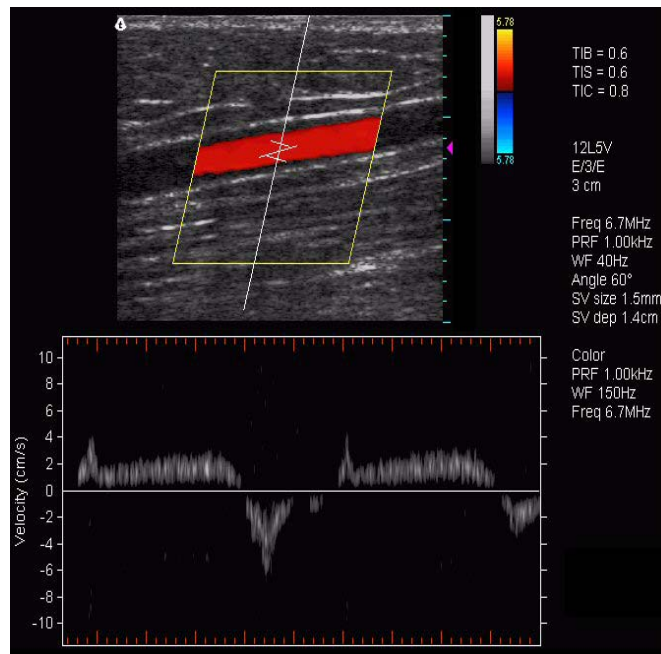 5.78
5.78
TIB = 0.6
TIS = 0.6
TIC = 0.8
12L5V
E/3/E
3 cm
Freq 6.7MHz
PRF 1.00kHz
WF 40Hz
Angle 60°
SV size 1.5mm
SV dep 1.4cm
Color
PRF 1.00kHz
WF 150Hz
Freq 6.7MHz
Velocity (cm/s)
10
8
6
4
2
0
-2
-4
-6
-8
-10